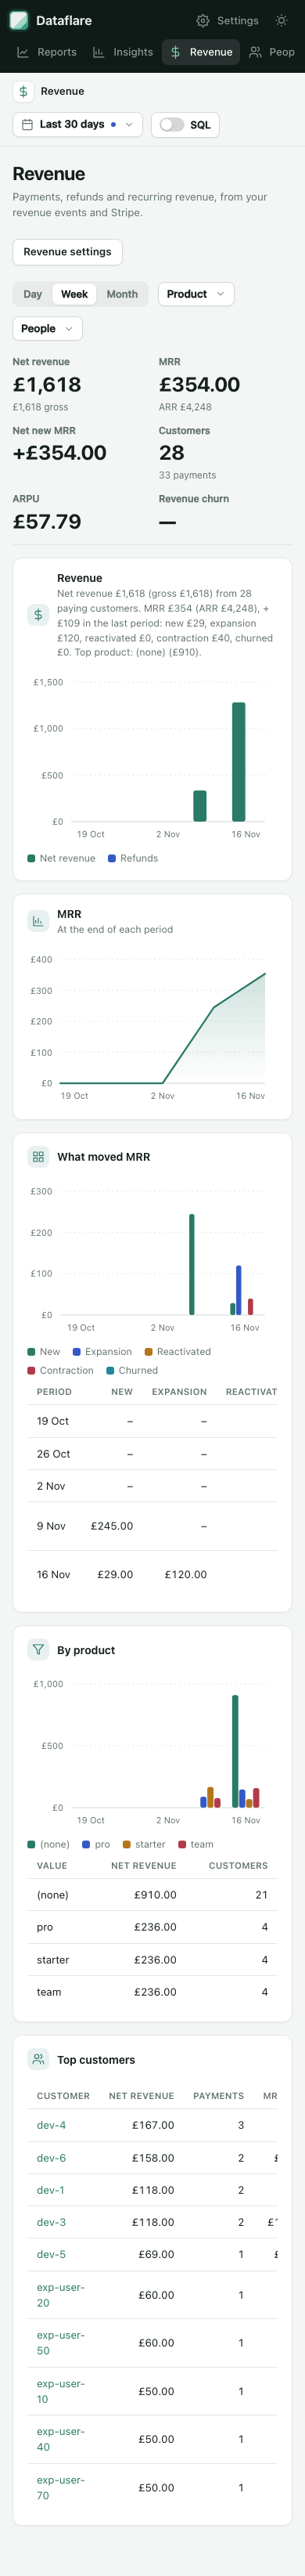 Dataflare
Settings
Reports Insights Revenue Peop
Revenue
Last 30 days SQL
Revenue
Payments, refunds and recurring revenue, from your
revenue events and Stripe.
Revenue settings
Day Week Month Product
People
Net revenue MRR
£1,618 £354.00
£1,618 gross ARR £4,248
Net new MRR Customers
+£354.00 28
33 payments
ARPU Revenue churn
£57.79 —
Revenue
Net revenue £1,618 (gross £1,618) from 28
paying customers. MRR £354 (ARR £4,248), +
£109 in the last period: new £29, expansion
£120, reactivated £0, contraction £40, churned
£0. Top product: (none) (£910).
£1,500
£1,000
£500
£0
19 Oct 2 Nov 16 Nov
Net revenue Refunds
MRR
At the end of each period
£400
£300
£200
£100
£0
19 Oct 2 Nov 16 Nov
What moved MRR
£300
£200
£100
£0
19 Oct 2 Nov 16 Nov
New Expansion Reactivated
Contraction Churned
PERIOD NEW EXPANSION REACTIVAT
19 Oct – –
26 Oct – –
2 Nov – –
9 Nov £245.00 –
16 Nov £29.00 £120.00
By product
£1,000
£500
£0
19 Oct 2 Nov 16 Nov
(none) pro starter team
VALUE NET REVENUE CUSTOMERS
(none) £910.00 21
pro £236.00 4
starter £236.00 4
team £236.00 4
Top customers
CUSTOMER NET REVENUE PAYMENTS MR
dev-4 £167.00 3
dev-6 £158.00 2 £
dev-1 £118.00 2
dev-3 £118.00 2 £1
dev-5 £69.00 1 £
exp-user-
20 £60.00 1
exp-user-
50 £60.00 1
exp-user-
10 £50.00 1
exp-user-
40 £50.00 1
exp-user-
70 £50.00 1